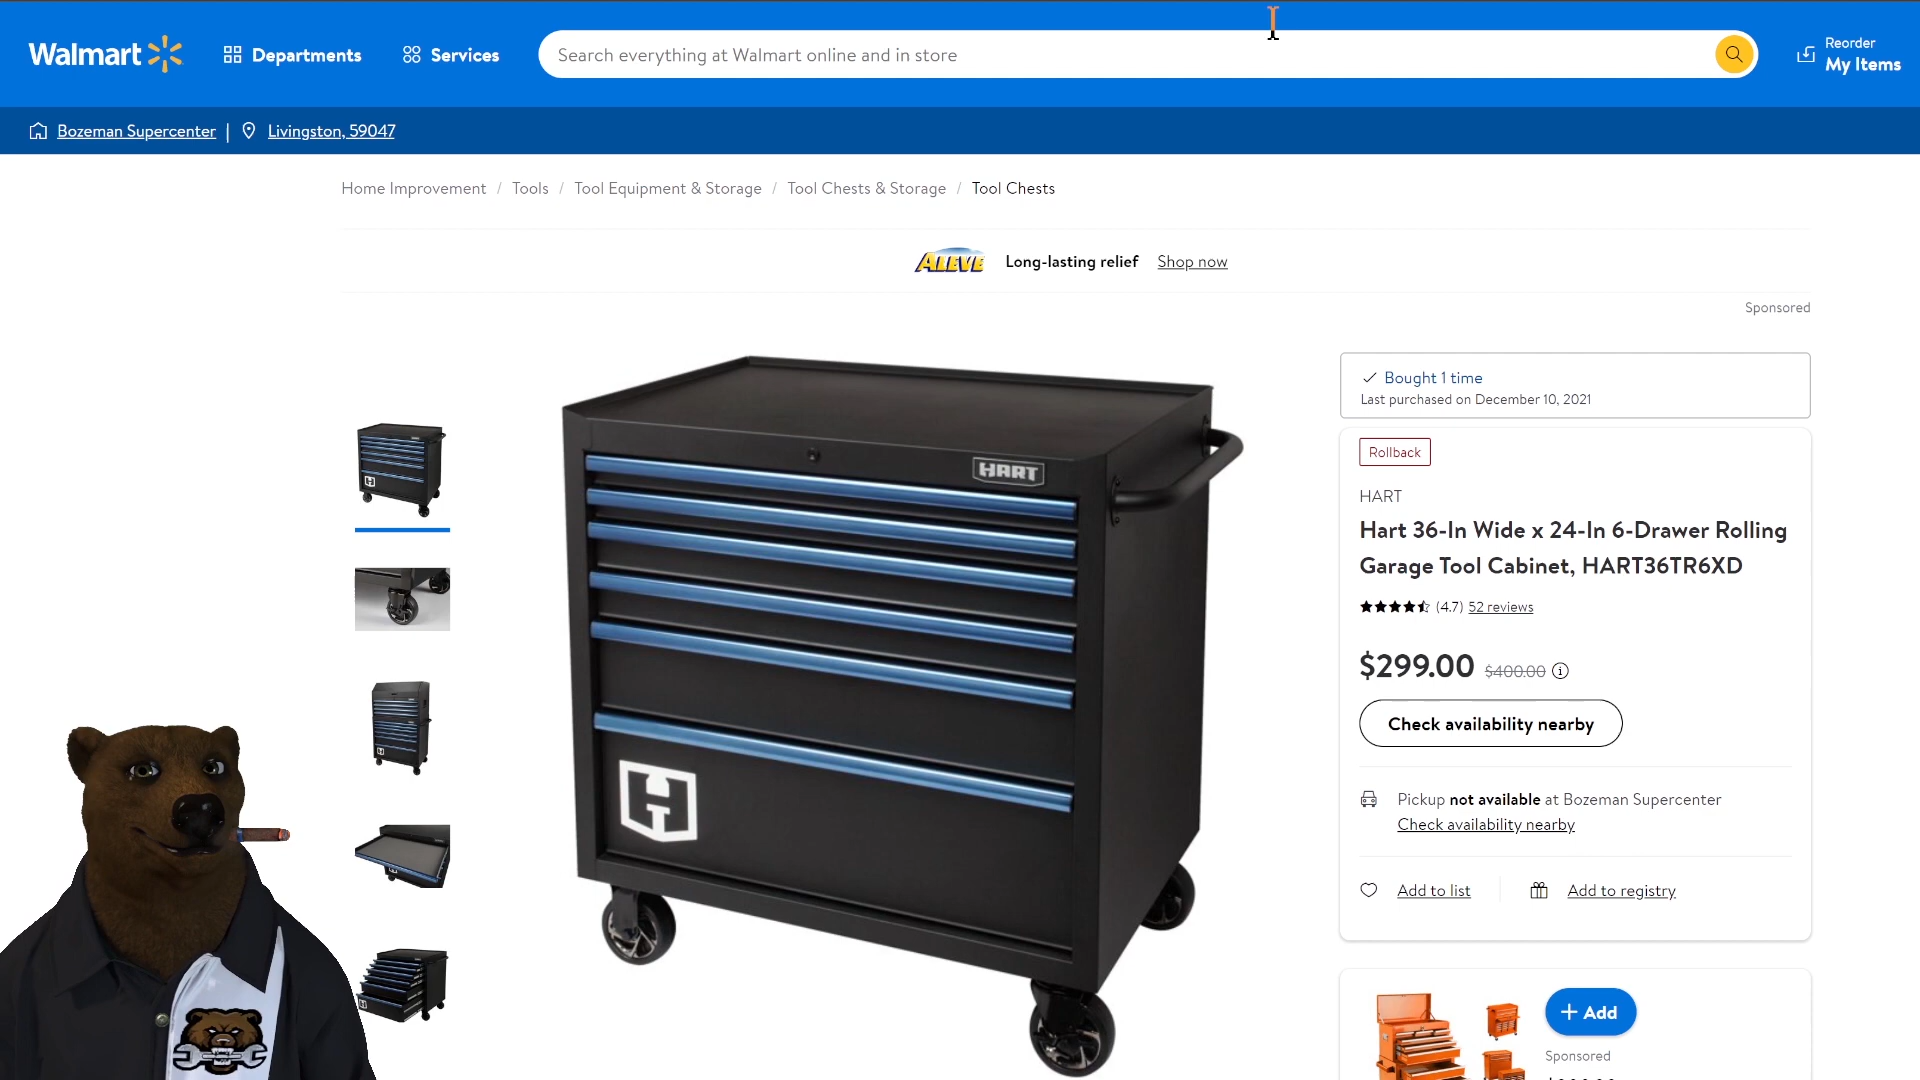 Walmart
Departments
Services
Search everything at Walmart online and in store
Reorder
My Items
Bozeman Supercenter | Livingston, 59047
Home Improvement / Tools / Tool Equipment & Storage / Tool Chests & Storage / Tool Chests
ALEVE Long-lasting relief Shop now
Sponsored
HART
Bought 1 time
Last purchased on December 10, 2021
Rollback
HART
Hart 36-In Wide x 24-In 6-Drawer Rolling
Garage Tool Cabinet, HART36TR6XD
(4.7) 52 reviews
$299.00 $400.00
Check availability nearby
Pickup not available at Bozeman Supercenter
Check availability nearby
Add to list
Add to registry
+ Add
Sponsored